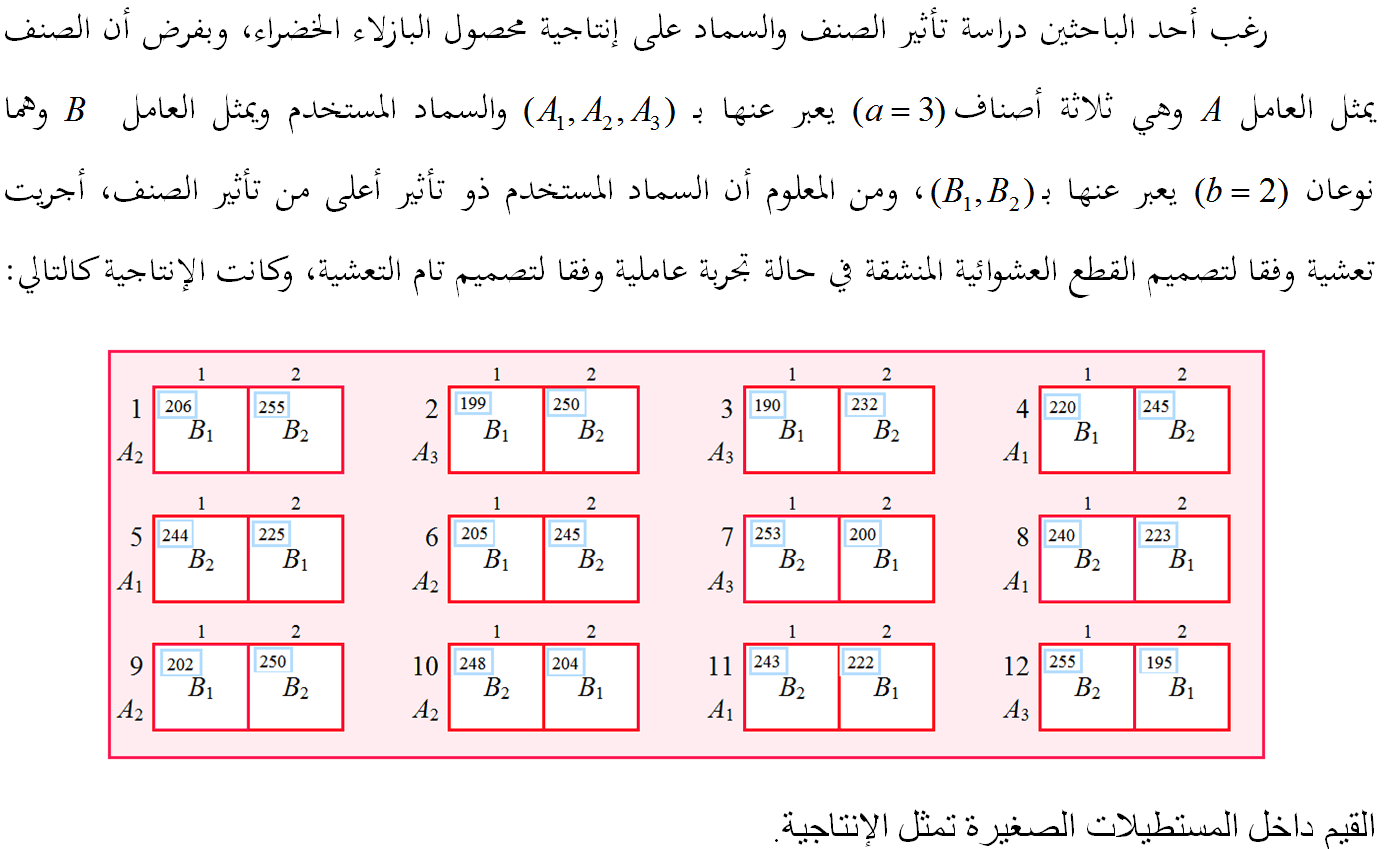 رغب أحد الباحثين دراسة تأثير الصنف والسماد على إنتاجية محصول البازلاء الخضراء، وبفرض أن الصنف
يمثل العامل A وهي ثلاثة أصناف (a = 3) يعبر عنها بـ (A₁, A₂, A₃) والسماد المستخدم ويمثل العامل B وهما
نوعان (b = 2) يعبر عنها بـ (B₁, B₂)، ومن المعلوم أن السماد المستخدم ذو تأثير أعلى من تأثير الصنف، أجريت
تعشية وفقا لتصميم القطع العشوائية المنشقة في حالة تجربة عاملية وفقا لتصميم تام التعشية، وكانت الإنتاجية كالتالي:
1 2 1 2 1 2 1 2
1 206 255 2 199 250 3 190 232 4 220 245
B₁ B₂ B₁ B₂ B₁ B₂ B₁ B₂
A₂ A₃ A₃ A₁
1 2 1 2 1 2 1 2
5 244 225 6 205 245 7 253 200 8 240 223
B₂ B₁ B₁ B₂ B₂ B₁ B₂ B₁
A₁ A₂ A₃ A₁
1 2 1 2 1 2 1 2
9 202 250 10 248 204 11 243 222 12 255 195
B₁ B₂ B₂ B₁ B₂ B₁ B₂ B₁
A₂ A₂ A₁ A₃
القيم داخل المستطيلات الصغيرة تمثل الإنتاجية.